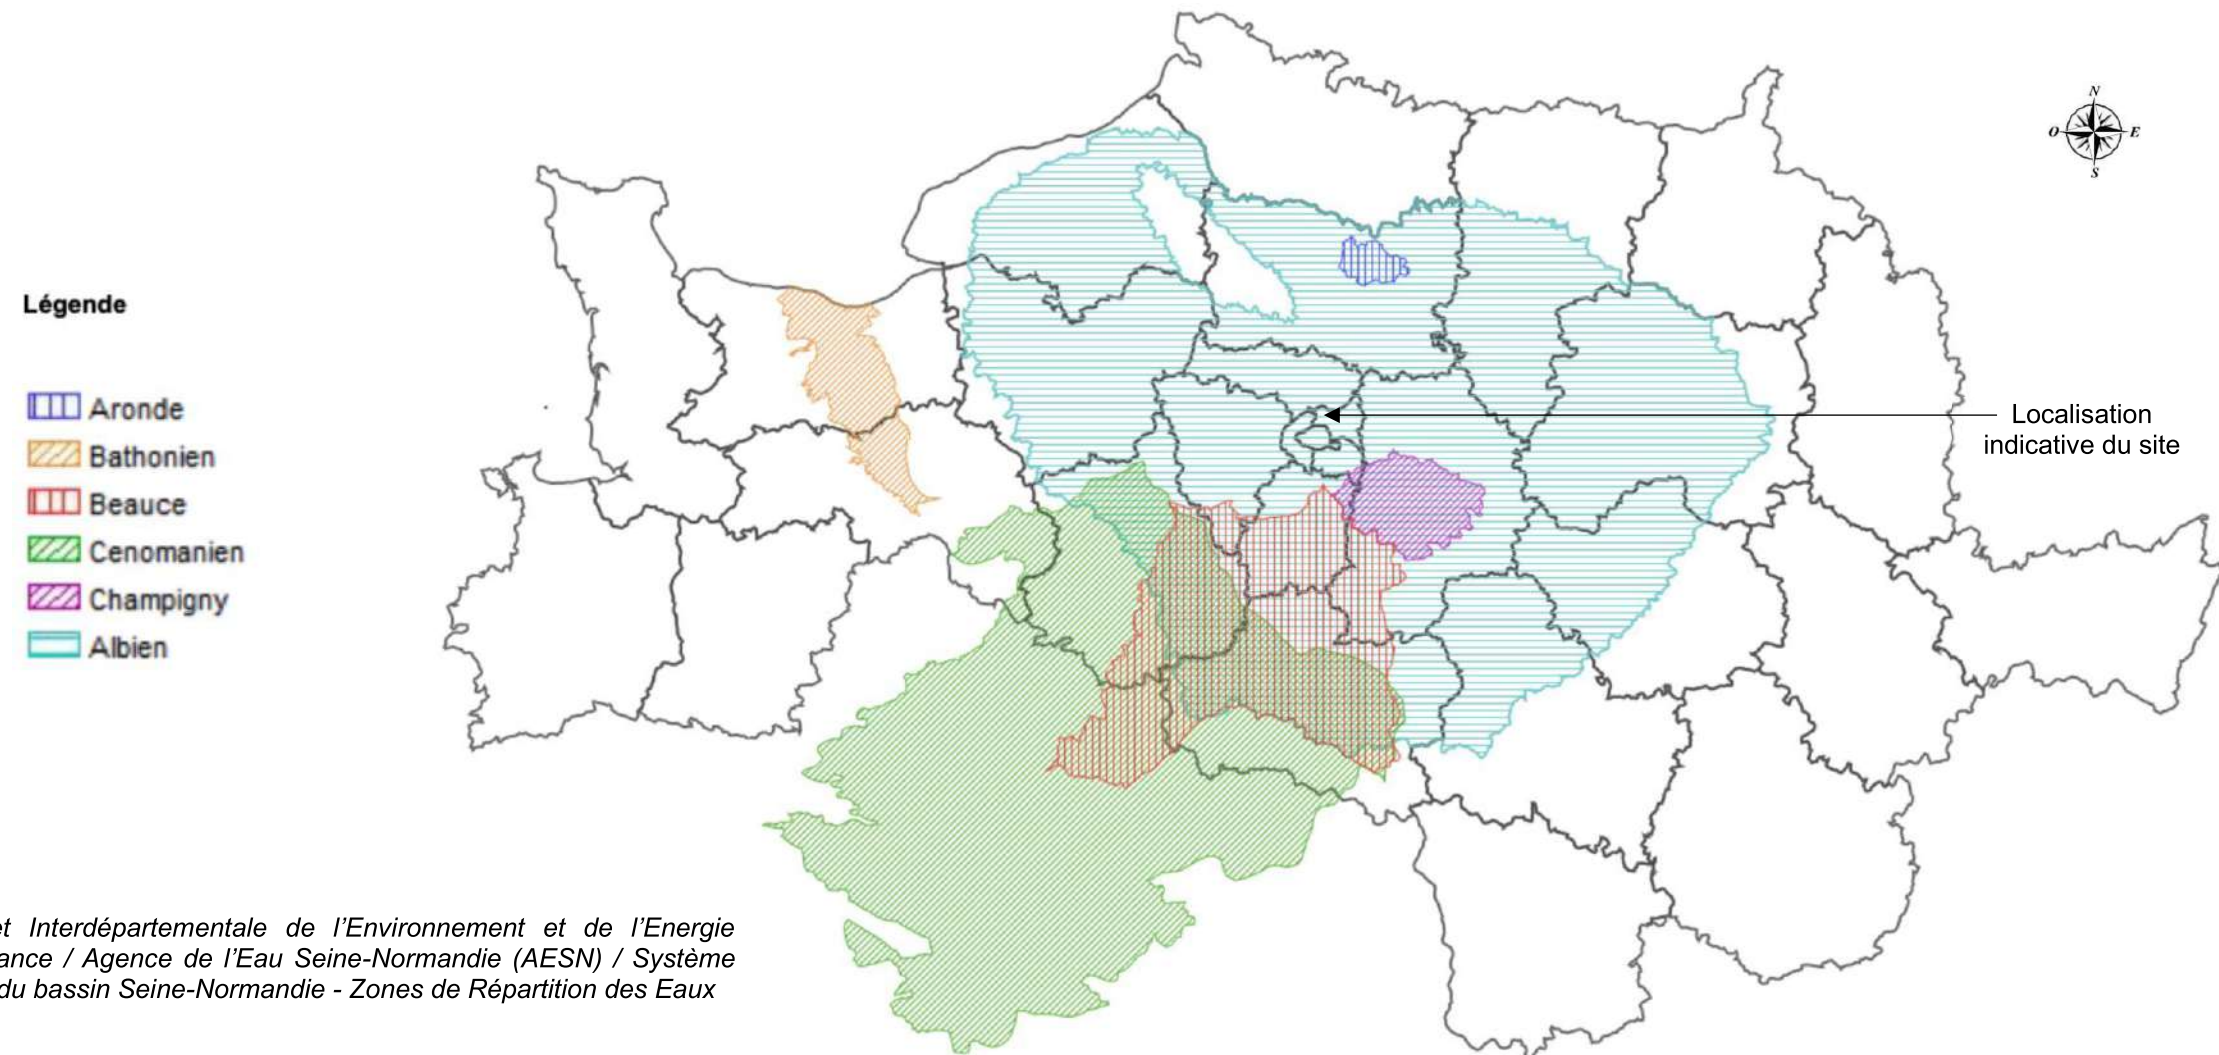 N
O E
S
Légende
Aronde
Bathonien
Beauce
Cenomanien
Champigny
Albien
Localisation
indicative du site
et Interdépartementale de l'Environnement et de l'Energie
ance / Agence de l'Eau Seine-Normandie (AESN) / Système
du bassin Seine-Normandie - Zones de Répartition des Eaux